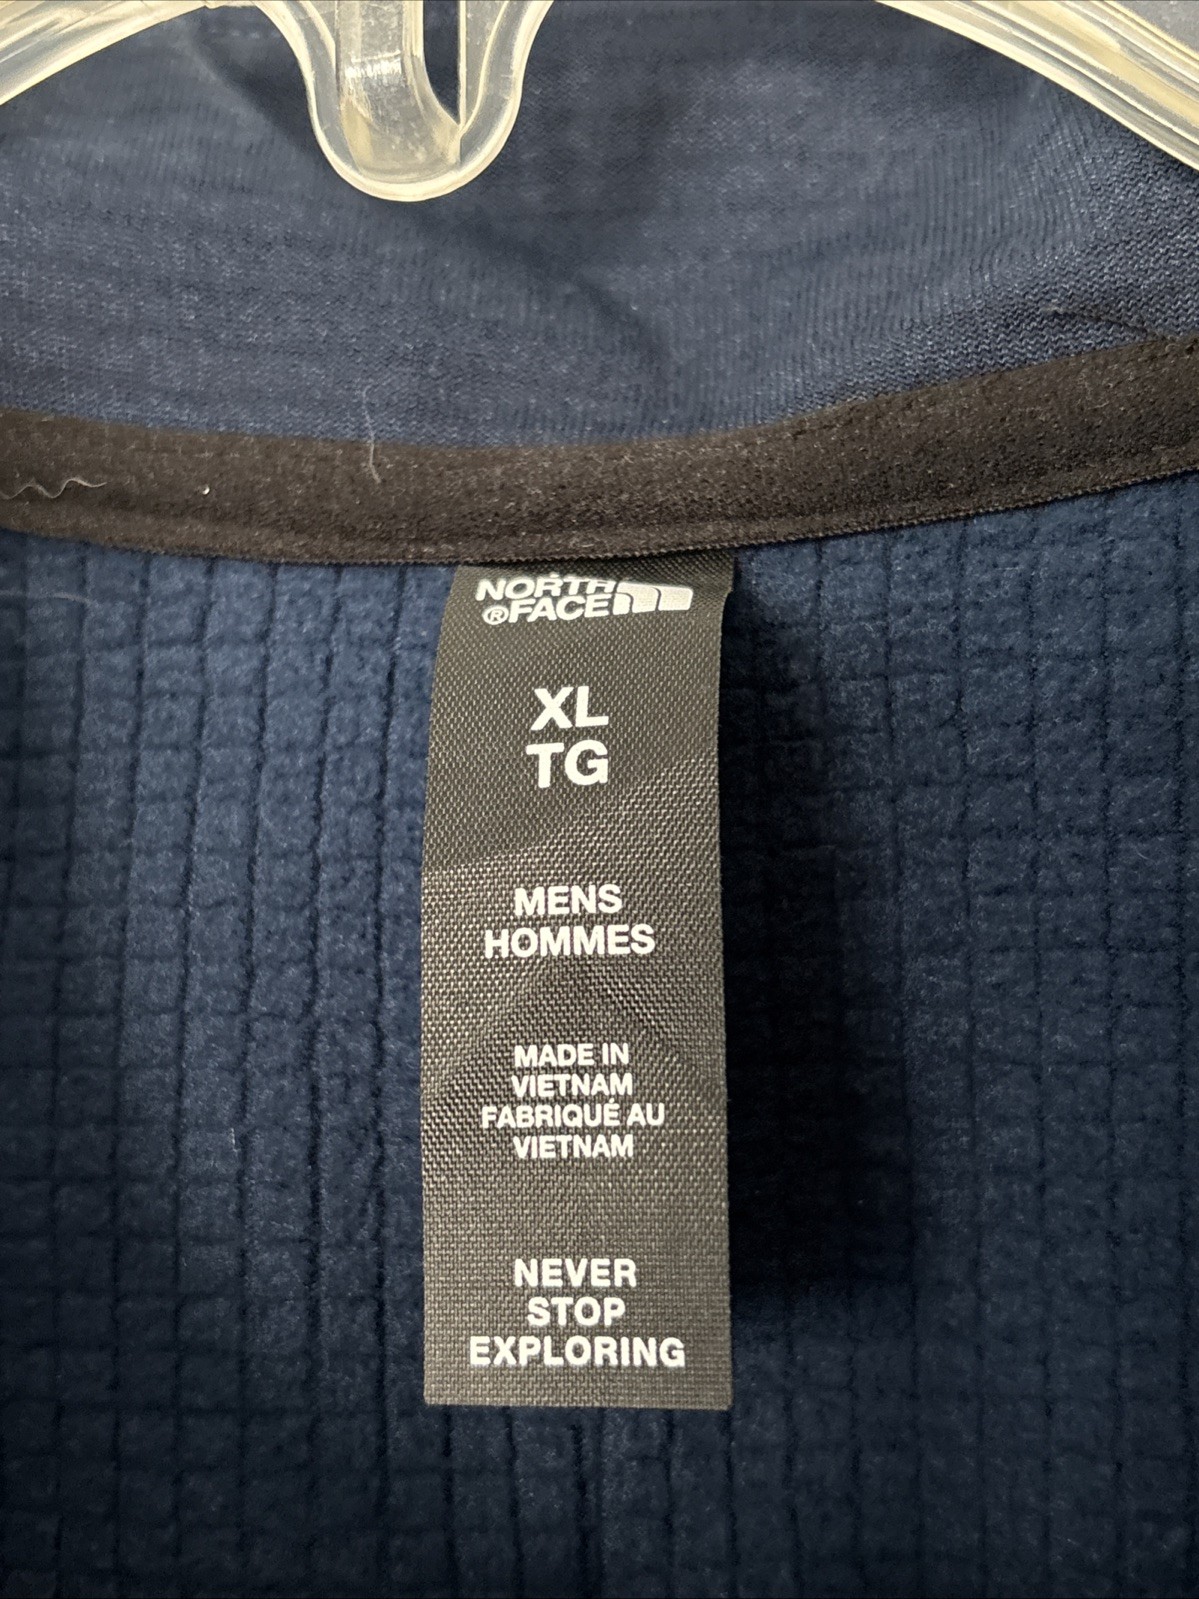 NORTH
®FACE
XL
TG
MENS
HOMMES
MADE IN
VIETNAM
FABRIQUÉ AU
VIETNAM
NEVER
STOP
EXPLORING